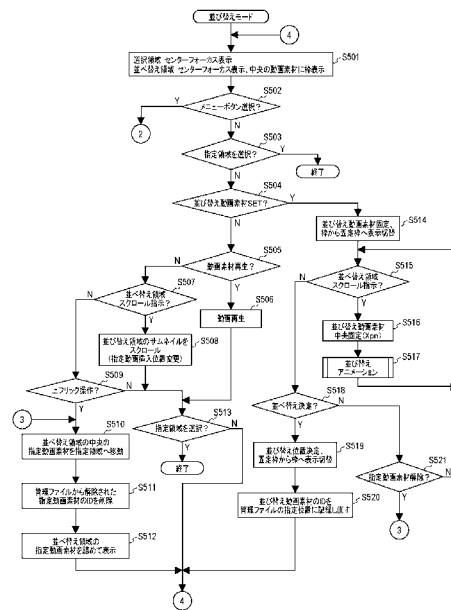 並び替えモード
4
選択領域 センターフォーカス表示
並べ替え領域 センターフォーカス表示、中央の動画素材に枠表示
S501
メニューボタン選択？
S502
Y
N
2
指定領域を選択？
S503
Y
N
終了
並び替え動画素材SET？
S504
Y
N
並び替え動画素材固定、
枠から固定枠へ表示切替
S514
動画素材再生？
S505
N
Y
動画再生
S506
並べ替え領域
スクロール指示？
S507
N
Y
並び替え領域のサムネイルを
スクロール
(指定動画挿入位置変更)
S508
並べ替え領域
スクロール指示？
S515
N
Y
並び替え動画素材
中央固定(Xpn)
S516
並び替え
アニメーション
S517
上フリック操作？
S509
N
Y
3
並べ替え領域の中央の
指定動画素材を指定領域へ移動
S510
管理ファイルから解除された
指定動画素材のIDを削除
S511
並べ替え領域の
指定動画素材を詰めて表示
S512
指定領域を選択？
S513
N
Y
終了
並べ替え決定？
S518
N
Y
並び替え位置決定、
固定枠から枠へ表示切替
S519
並び替え動画素材のIDを
管理ファイルの指定位置に記録し直す
S520
指定動画素材解除？
S521
N
Y
3
4